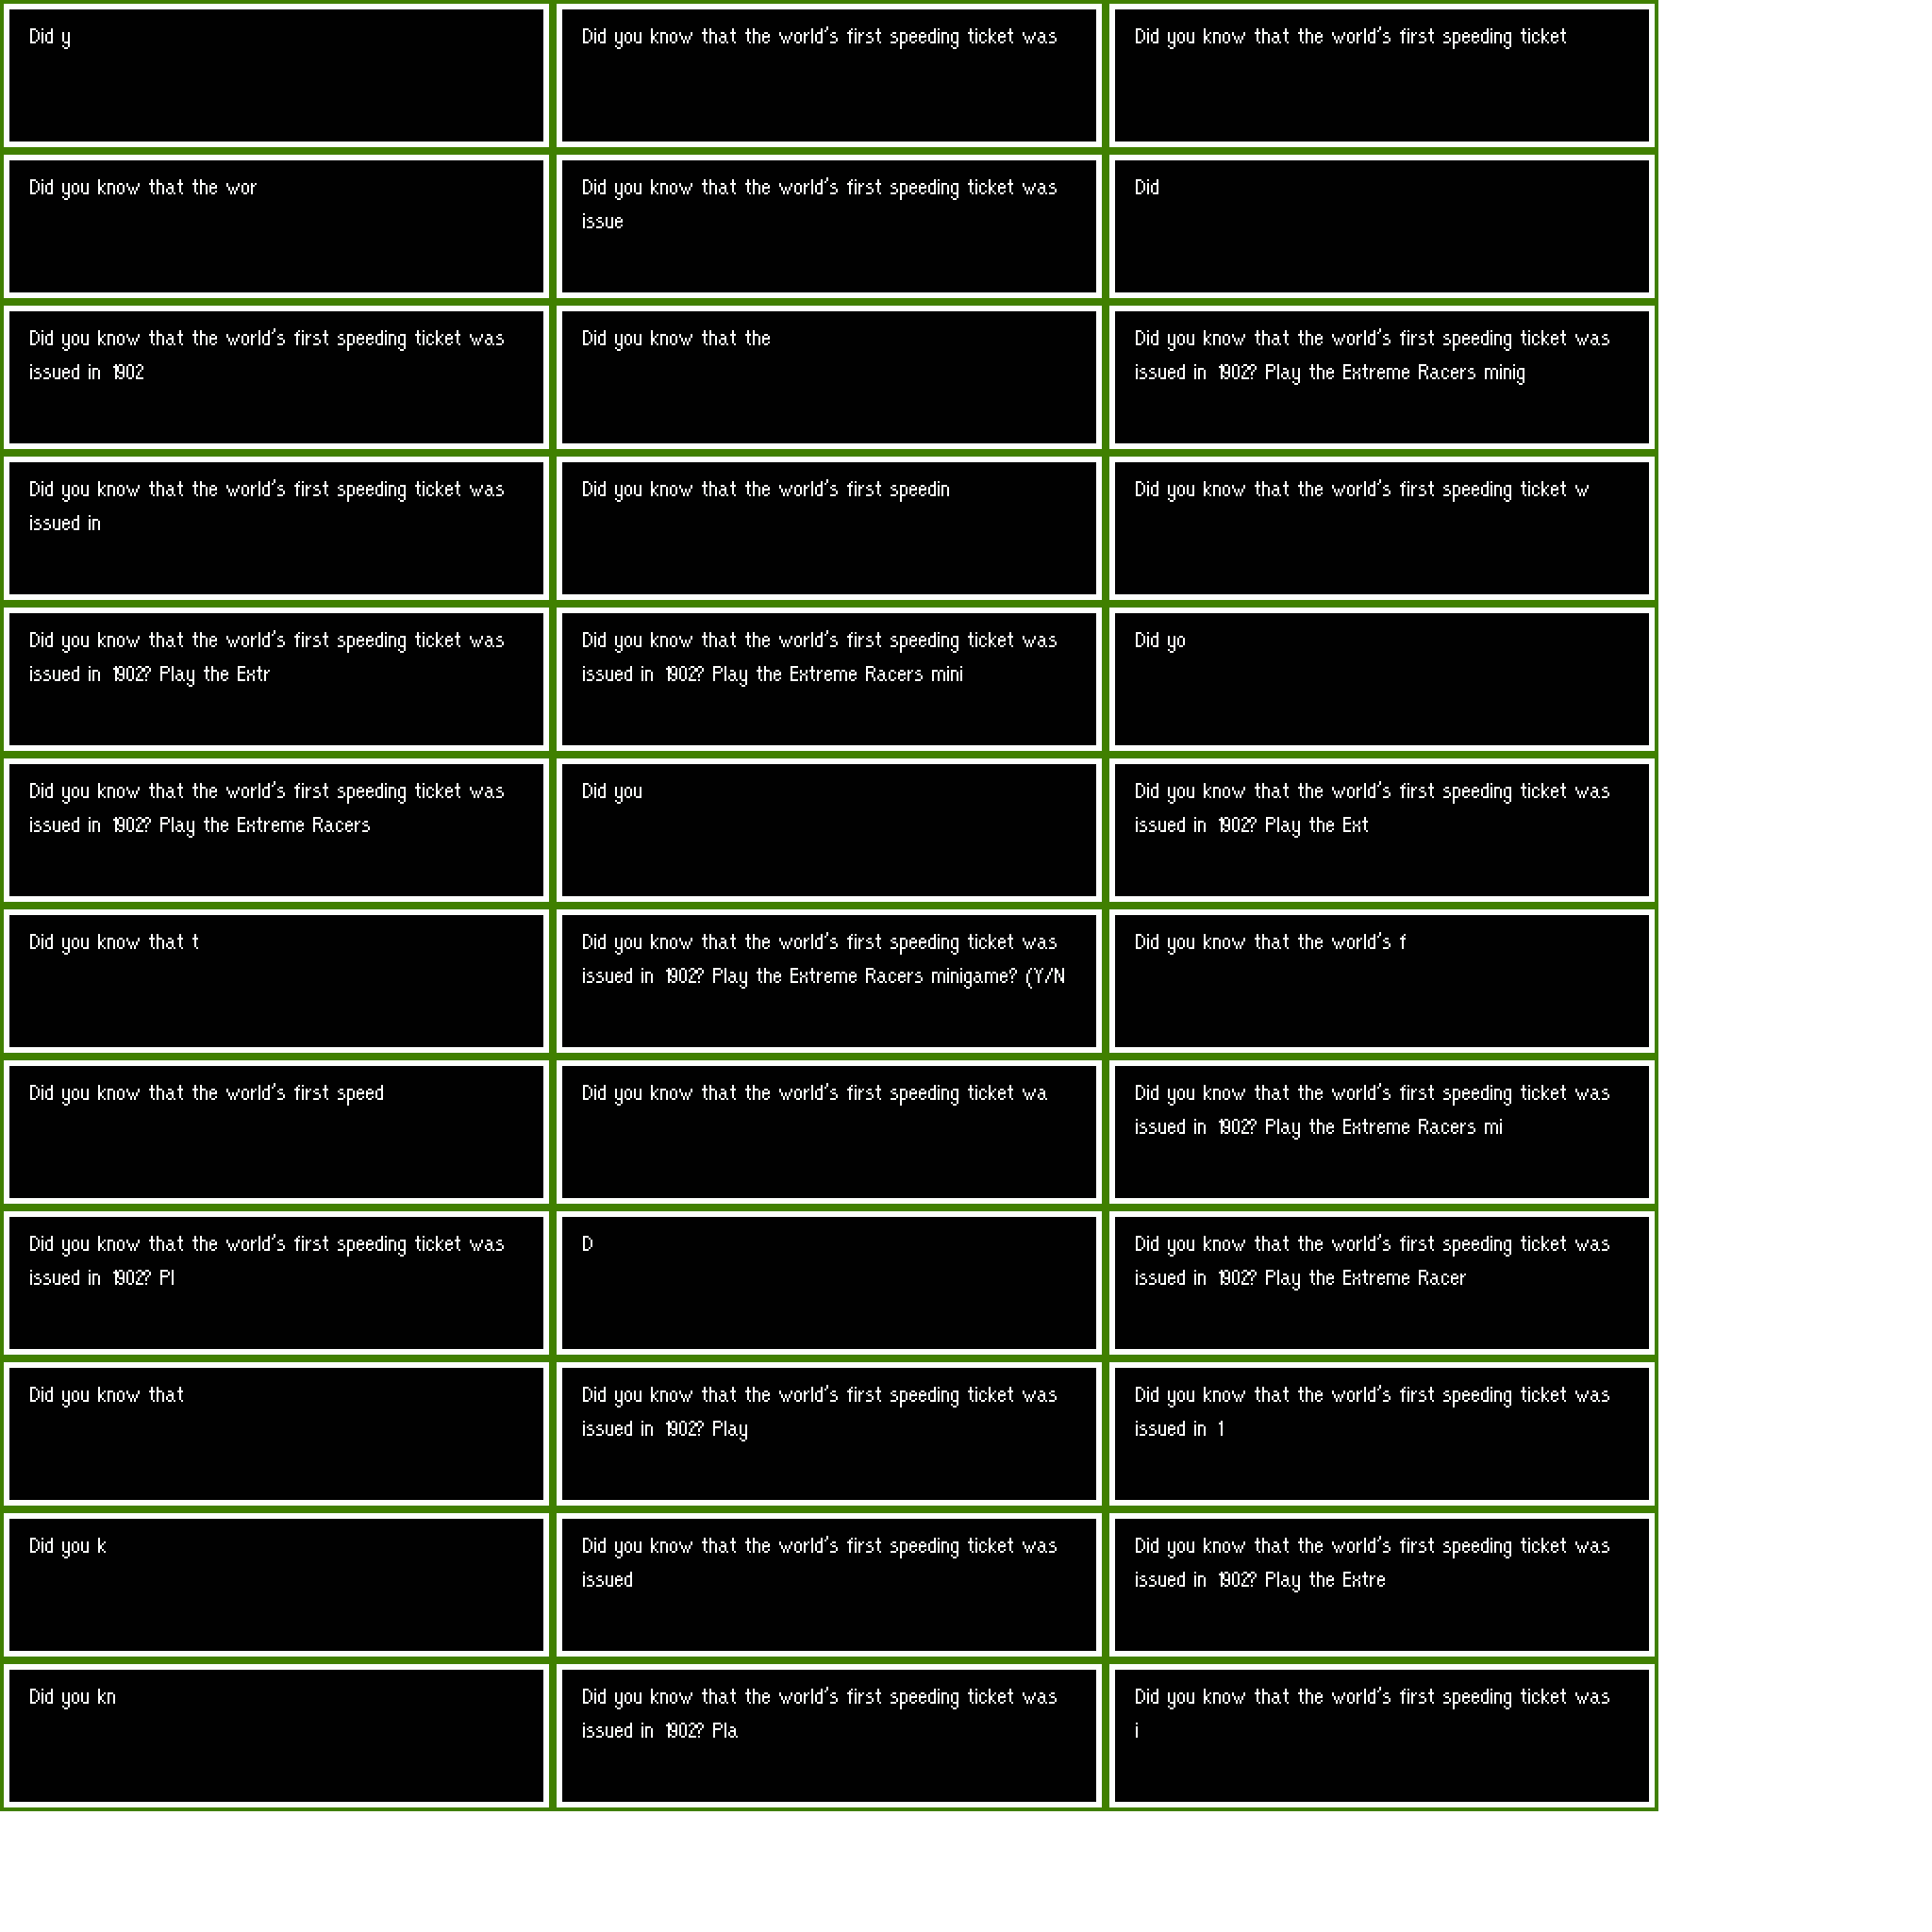 Did y
Did you know that the world's first speeding ticket was
Did you know that the world's first speeding ticket
Did you know that the wor
Did you know that the world's first speeding ticket was
issue
Did
Did you know that the world's first speeding ticket was
issued in 1902
Did you know that the
Did you know that the world's first speeding ticket was
issued in 1902? Play the Extreme Racers minig
Did you know that the world's first speeding ticket was
issued in
Did you know that the world's first speedin
Did you know that the world's first speeding ticket w
Did you know that the world's first speeding ticket was
issued in 1902? Play the Extr
Did you know that the world's first speeding ticket was
issued in 1902? Play the Extreme Racers mini
Did yo
Did you know that the world's first speeding ticket was
issued in 1902? Play the Extreme Racers
Did you
Did you know that the world's first speeding ticket was
issued in 1902? Play the Ext
Did you know that t
Did you know that the world's first speeding ticket was
issued in 1902? Play the Extreme Racers minigame? (Y/N
Did you know that the world's f
Did you know that the world's first speed
Did you know that the world's first speeding ticket wa
Did you know that the world's first speeding ticket was
issued in 1902? Play the Extreme Racers mi
Did you know that the world's first speeding ticket was
issued in 1902? Pl
D
Did you know that the world's first speeding ticket was
issued in 1902? Play the Extreme Racer
Did you know that
Did you know that the world's first speeding ticket was
issued in 1902? Play
Did you know that the world's first speeding ticket was
issued in 1
Did you k
Did you know that the world's first speeding ticket was
issued
Did you know that the world's first speeding ticket was
issued in 1902? Play the Extre
Did you kn
Did you know that the world's first speeding ticket was
issued in 1902? Pla
Did you know that the world's first speeding ticket was
i